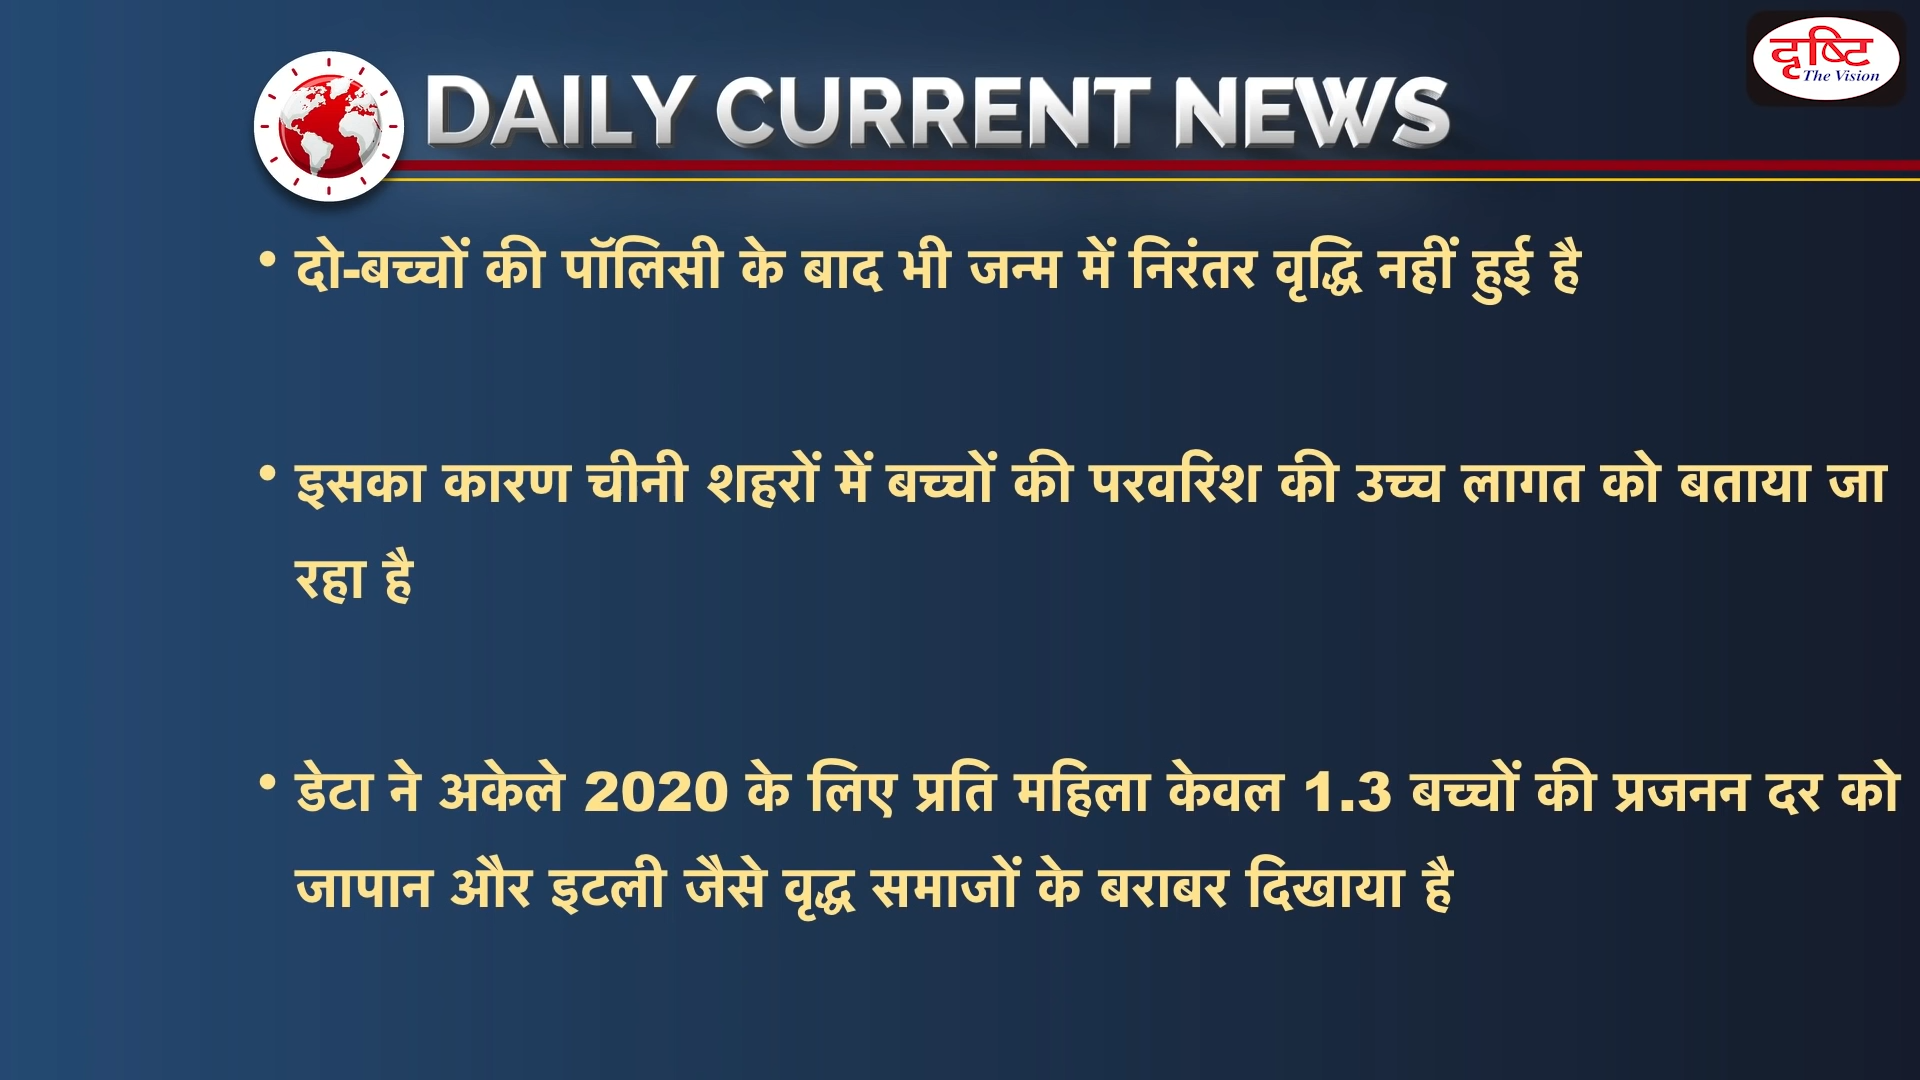 दृष्टि
The Vision
DAILY CURRENT NEWS
• दो-बच्चों की पॉलिसी के बाद भी जन्म में निरंतर वृद्धि नहीं हुई है
• इसका कारण चीनी शहरों में बच्चों की परवरिश की उच्च लागत को बताया जा
रहा है
• डेटा ने अकेले 2020 के लिए प्रति महिला केवल 1.3 बच्चों की प्रजनन दर को
जापान और इटली जैसे वृद्ध समाजों के बराबर दिखाया है